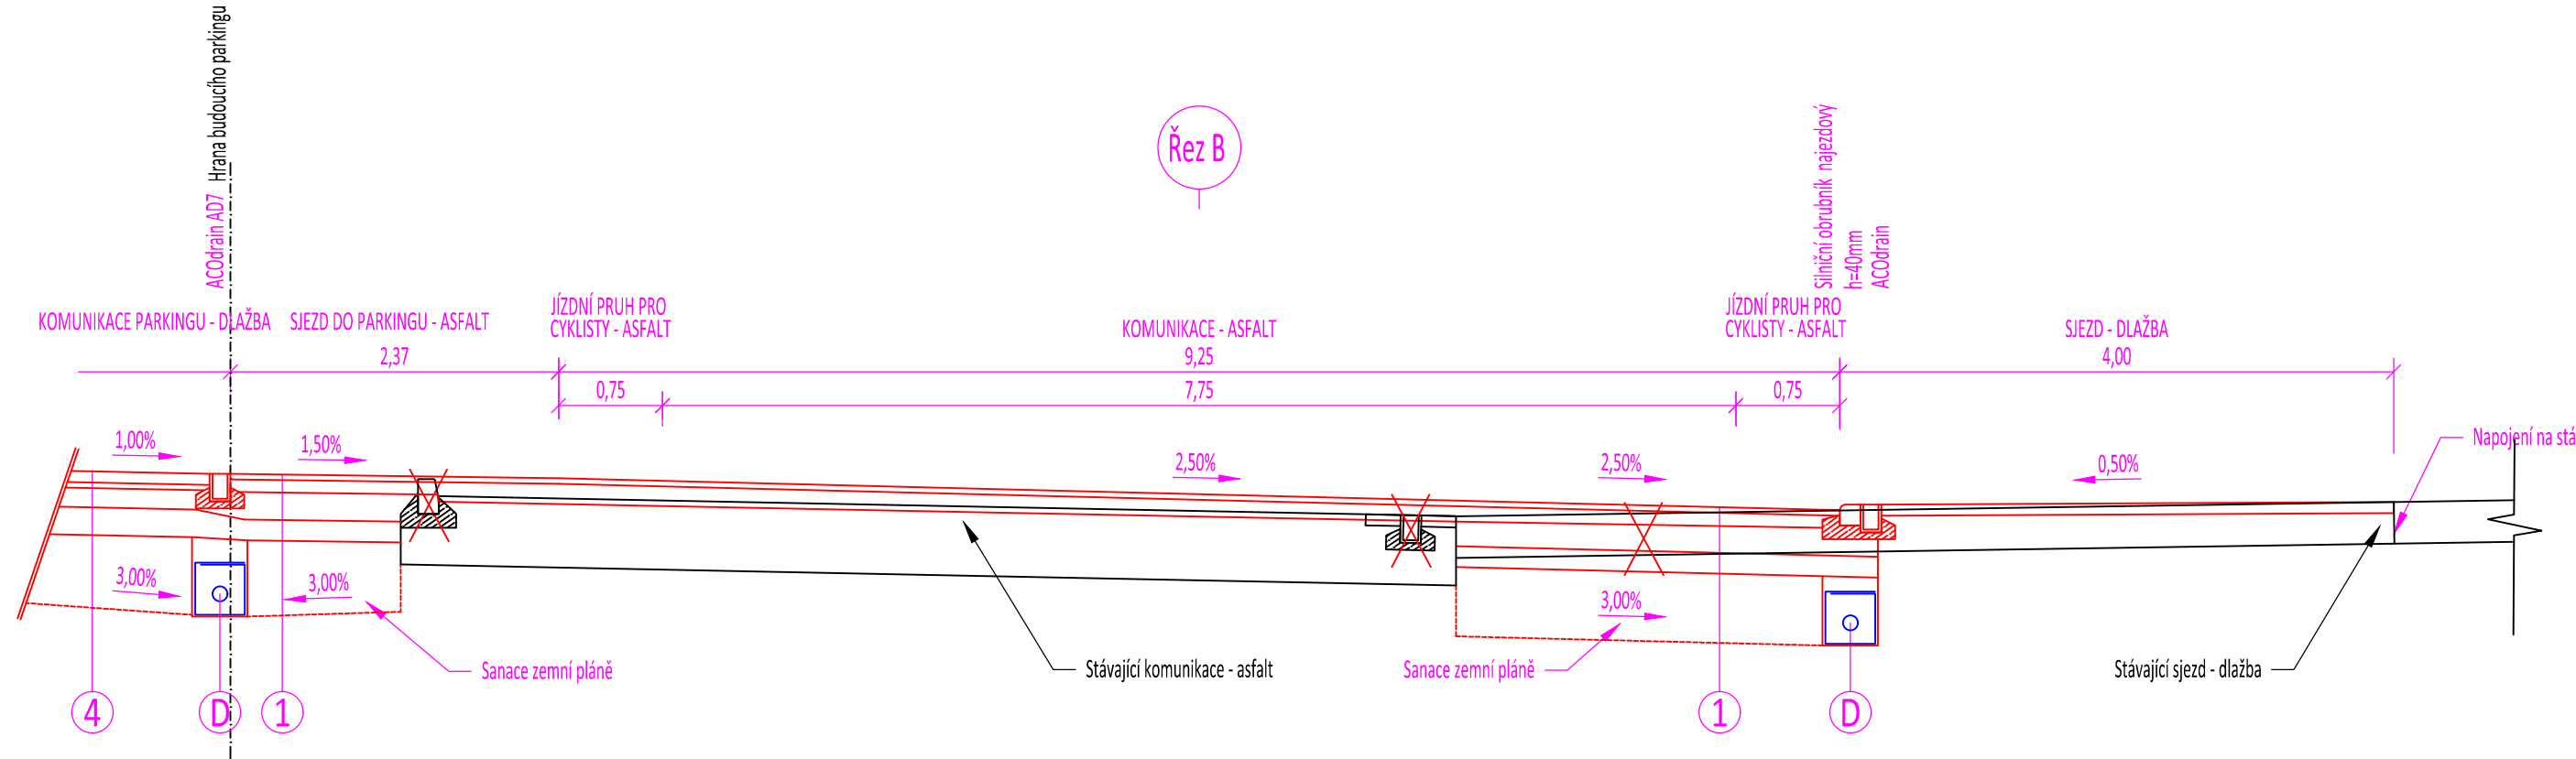 Hrana budoucího parkingu
ACOdrain AD7
Řez B
Silniční obrubník najezdový
h=40mm
ACOdrain
KOMUNIKACE PARKINGU - DLAŽBA
SJEZD DO PARKINGU - ASFALT
JÍZDNÍ PRUH PRO
CYKLISTY - ASFALT
KOMUNIKACE - ASFALT
JÍZDNÍ PRUH PRO
CYKLISTY - ASFALT
SJEZD - DLAŽBA
2,37
9,25
4,00
0,75
7,75
0,75
1,00%
1,50%
2,50%
2,50%
0,50%
Napojení na stá
3,00%
3,00%
3,00%
Sanace zemní pláně
Stávající komunikace - asfalt
Sanace zemní pláně
Stávající sjezd - dlažba
4
D
1
1
D